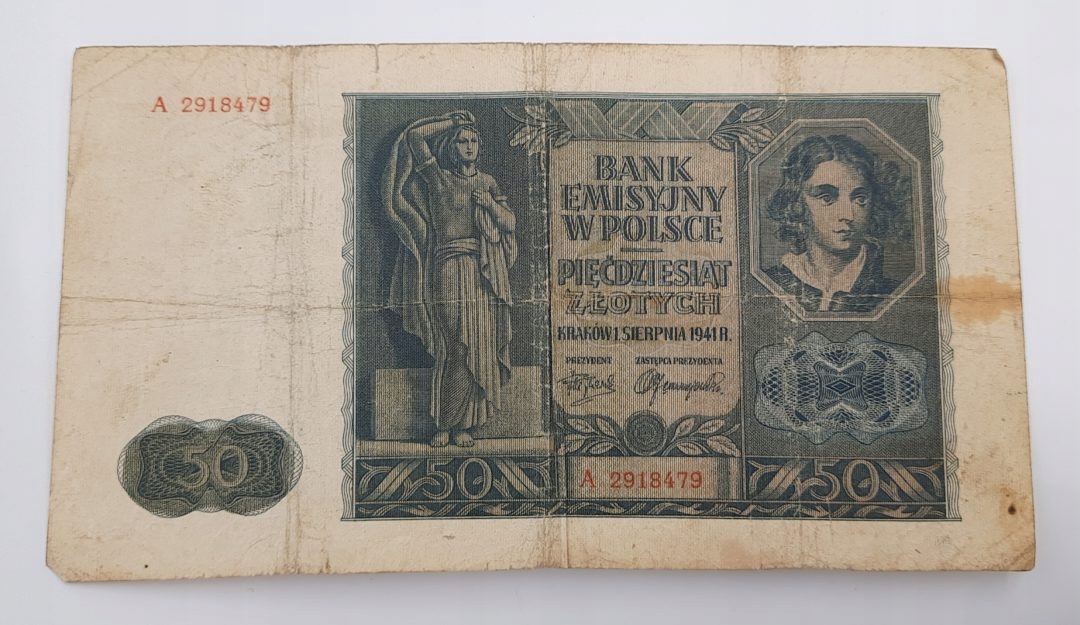 A 2918479
BANK
EMISYJNY
W POLSCE
PIĘĆDZIESIĄT
ZŁOTYCH
KRAKÓW 1 SIERPNIA 1941 R.
PREZYDENT ZASTĘPCA PREZYDENTA
50
50
A 2918479
50